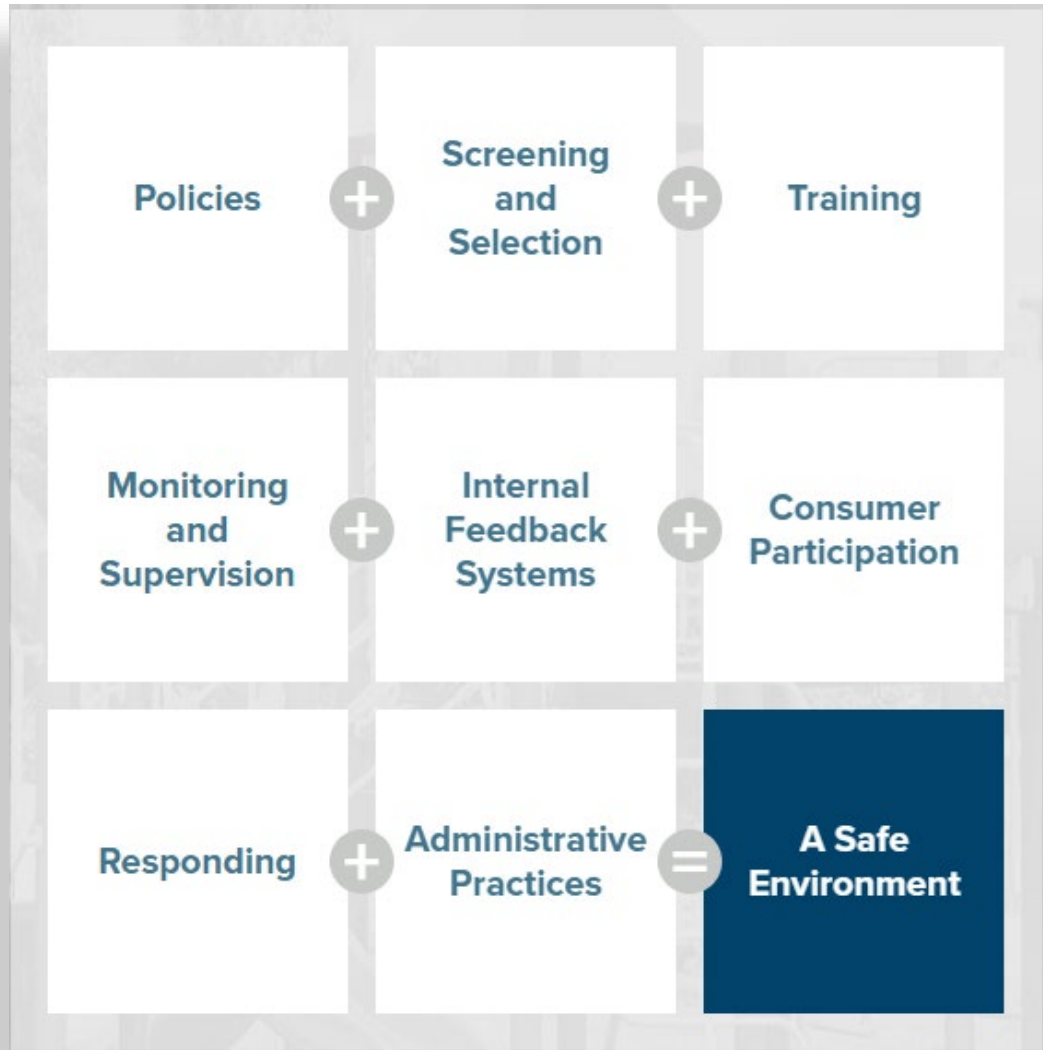 Policies
+
Screening
and
Selection
+
Training
Monitoring
and
Supervision
+
Internal
Feedback
Systems
+
Consumer
Participation
Responding
+
Administrative
Practices
=
A Safe
Environment